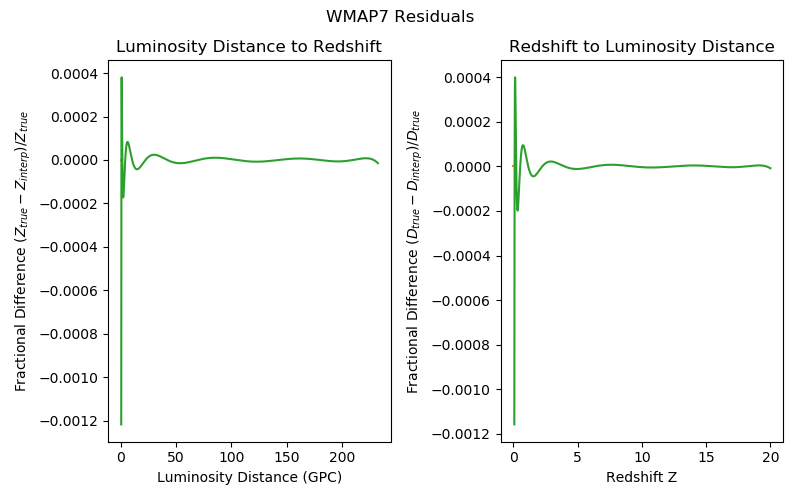 WMAP7 Residuals
Luminosity Distance to Redshift
Fractional Difference (Z_true − Z_interp)/Z_true
0.0004
0.0002
0.0000
−0.0002
−0.0004
−0.0006
−0.0008
−0.0010
−0.0012
0 50 100 150 200
Luminosity Distance (GPC)
Redshift to Luminosity Distance
Fractional Difference (D_true − D_interp)/D_true
0.0004
0.0002
0.0000
−0.0002
−0.0004
−0.0006
−0.0008
−0.0010
−0.0012
0 5 10 15 20
Redshift Z